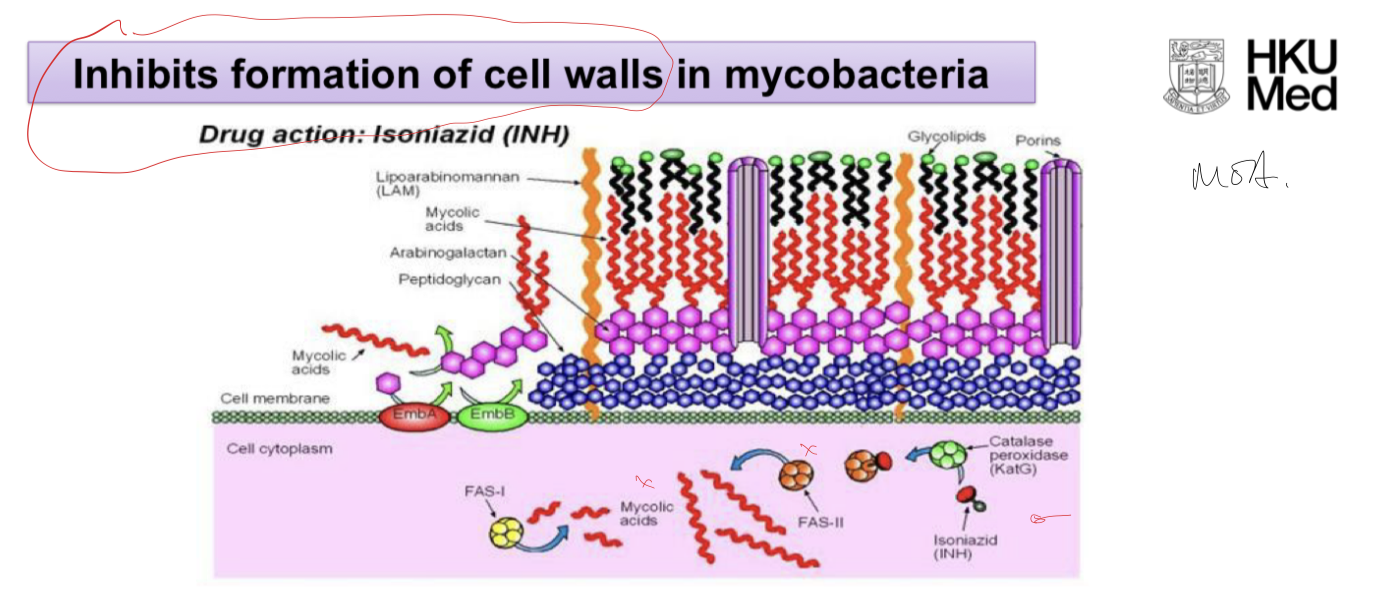 Inhibits formation of cell walls in mycobacteria
HKU
Med
Drug action: Isoniazid (INH)
Glycolipids
Porins
MOA.
Lipoarabinomannan
(LAM)
Mycolic
acids
Arabinogalactan
Peptidoglycan
Mycolic
acids
Cell membrane
EmbA
EmbB
Cell cytoplasm
Catalase
peroxidase
(KatG)
FAS-I
Mycolic
acids
FAS-II
Isoniazid
(INH)